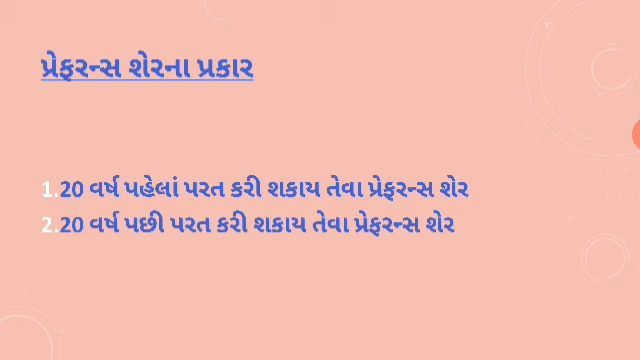 પ્રેફરન્સ શેરના પ્રકાર
1.20 વર્ષ પહેલાં પરત કરી શકાય તેવા પ્રેફરન્સ શેર
2.20 વર્ષ પછી પરત કરી શકાય તેવા પ્રેફરન્સ શેર